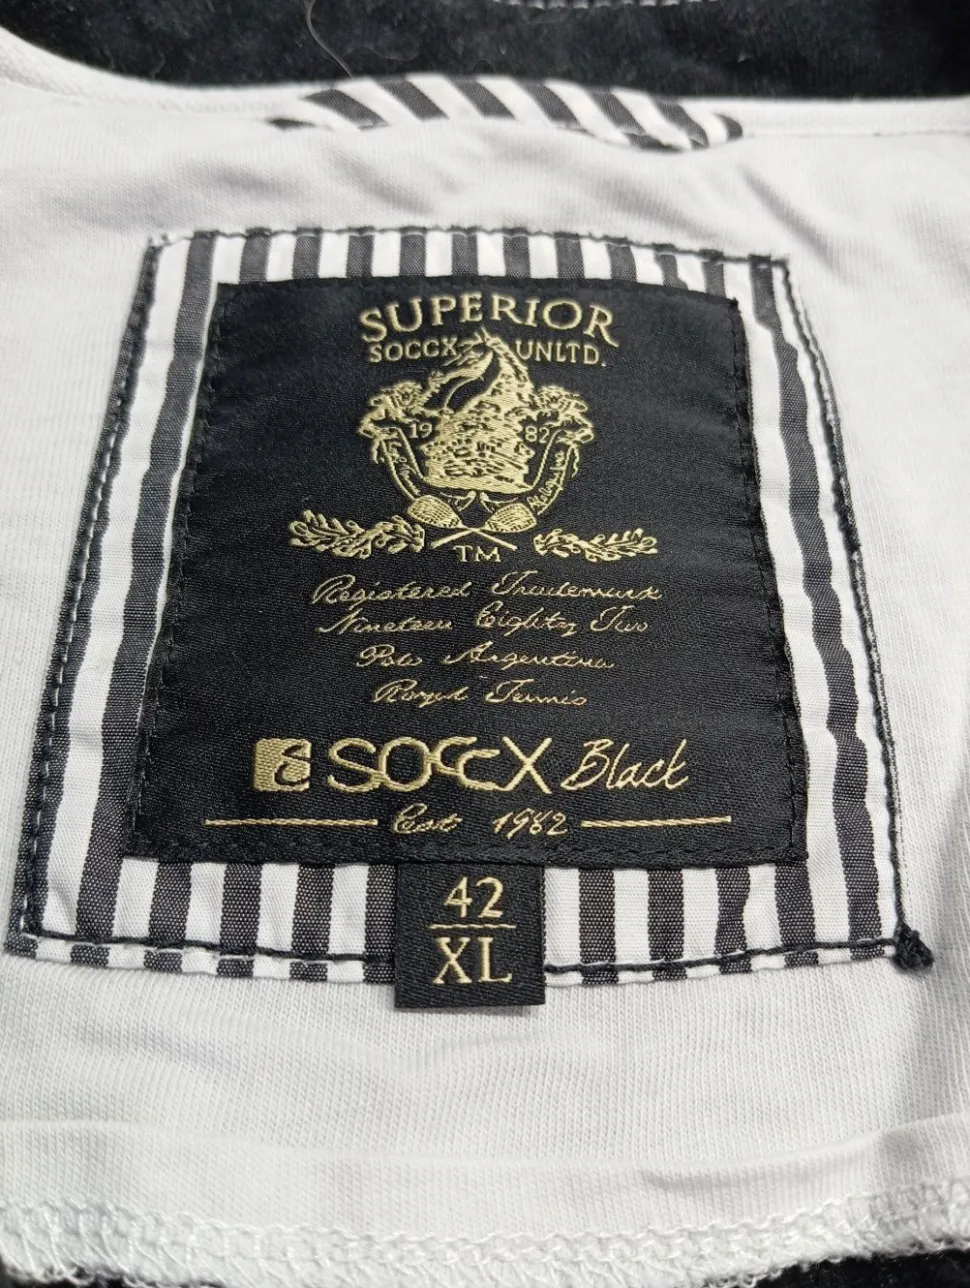 SUPERIOR
SOCCX UNLTD.
19 82
TM
Registered Trademark
Nineteen Eighty Two
Polo Argentina
Royal Tennis
SOCCX Black
Est 1982
42
XL